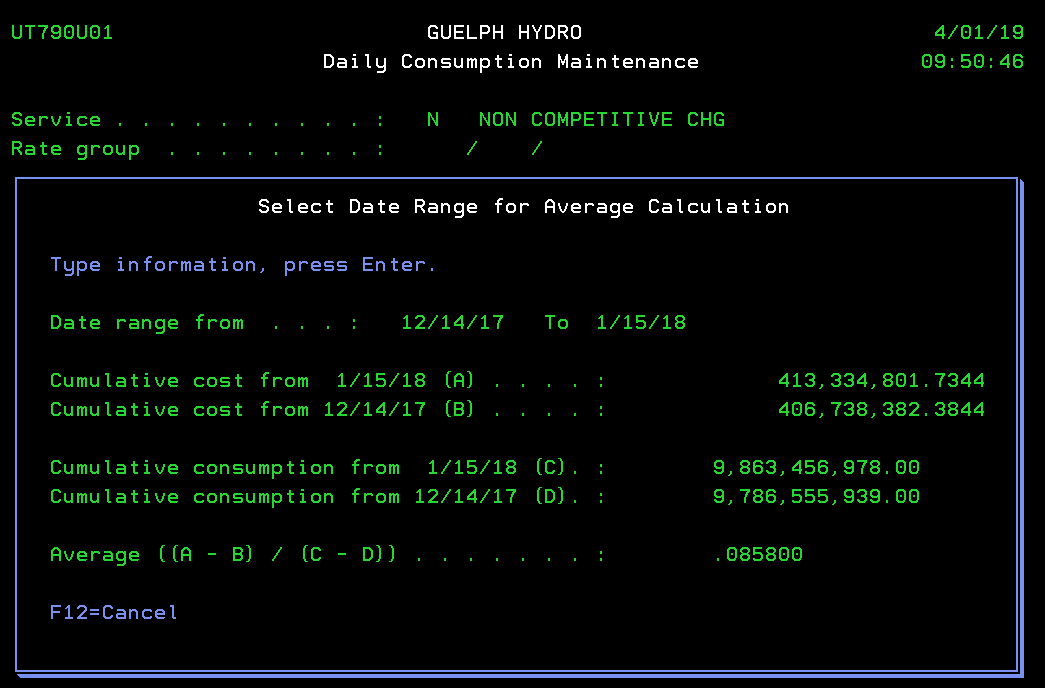 UT790U01 GUELPH HYDRO 4/01/19
Daily Consumption Maintenance 09:50:46
Service . . . . . . . . . . . : N NON COMPETITIVE CHG
Rate group . . . . . . . . : / /
Select Date Range for Average Calculation
Type information, press Enter.
Date range from . . . : 12/14/17 To 1/15/18
Cumulative cost from 1/15/18 (A) . . . . : 413,334,801.7344
Cumulative cost from 12/14/17 (B) . . . . : 406,738,382.3844
Cumulative consumption from 1/15/18 (C). : 9,863,456,978.00
Cumulative consumption from 12/14/17 (D). : 9,786,555,939.00
Average ((A - B) / (C - D)) . . . . . . . : .085800
F12=Cancel